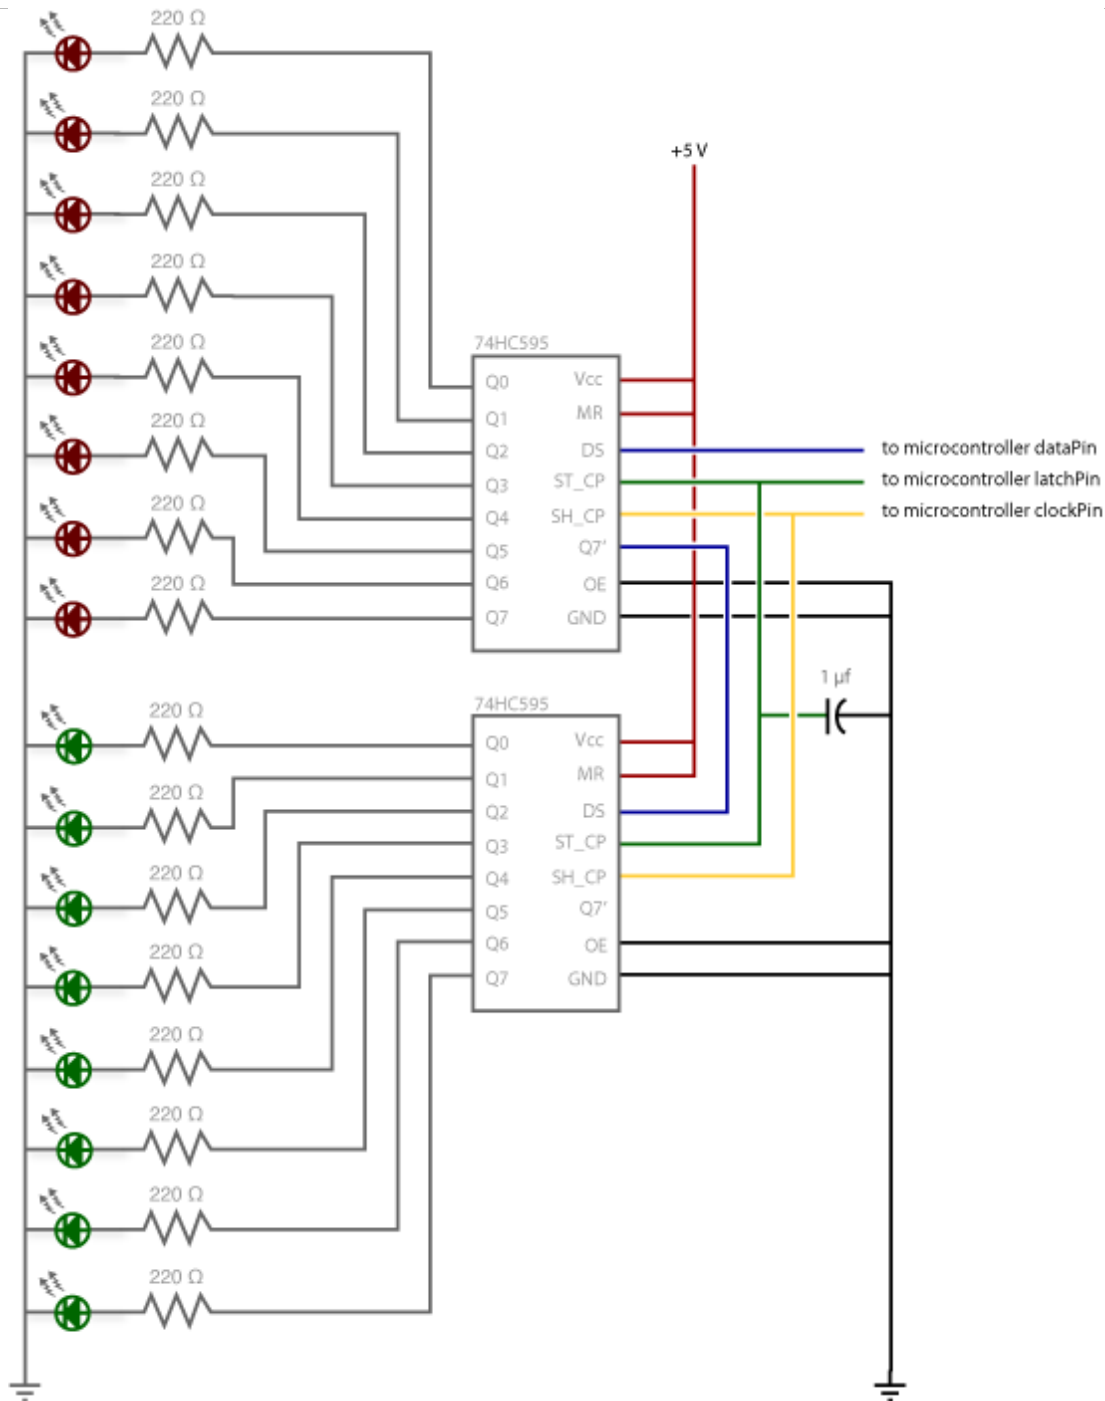 220 Ω
220 Ω
220 Ω
220 Ω
220 Ω
220 Ω
220 Ω
220 Ω
+5 V
74HC595
Q0
Q1
Q2
Q3
Q4
Q5
Q6
Q7
Vcc
MR
DS
ST_CP
SH_CP
Q7'
OE
GND
to microcontroller dataPin
to microcontroller latchPin
to microcontroller clockPin
1 µf
220 Ω
220 Ω
220 Ω
220 Ω
220 Ω
220 Ω
220 Ω
220 Ω
74HC595
Q0
Q1
Q2
Q3
Q4
Q5
Q6
Q7
Vcc
MR
DS
ST_CP
SH_CP
Q7'
OE
GND